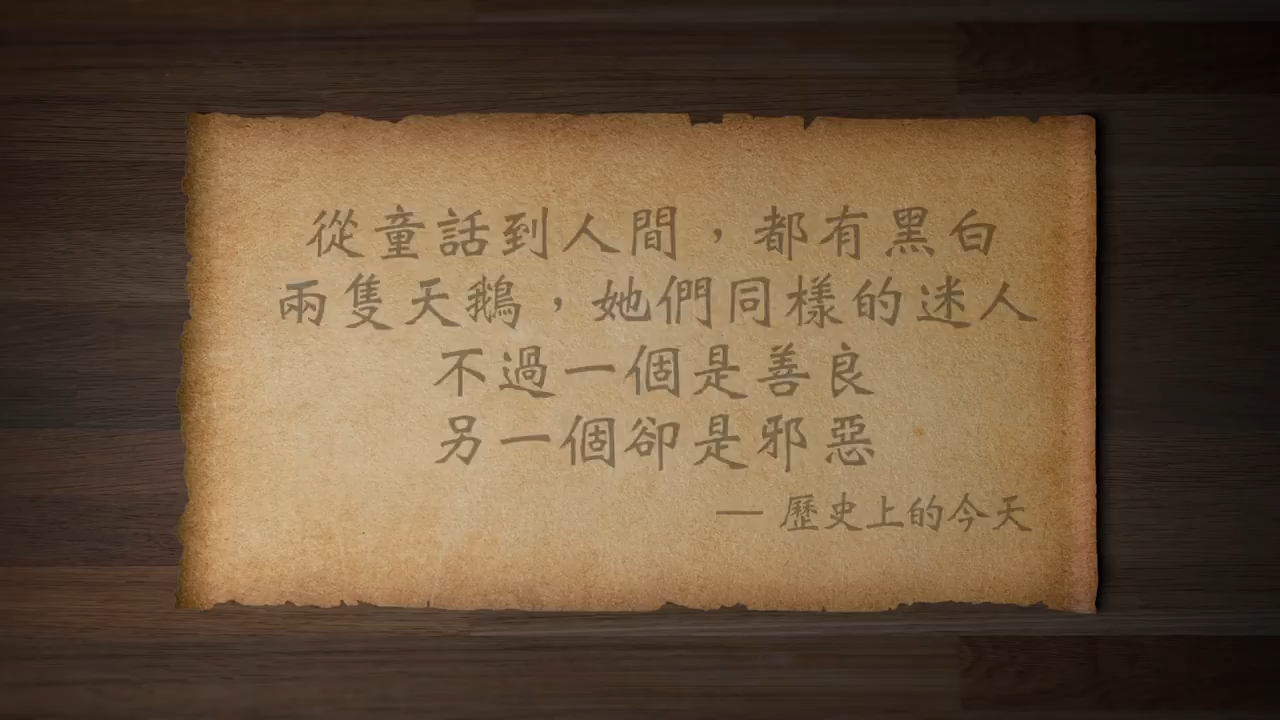 從童話到人間，都有黑白
兩隻天鵝，她們同樣的迷人
不過一個是善良
另一個卻是邪惡
— 歷史上的今天